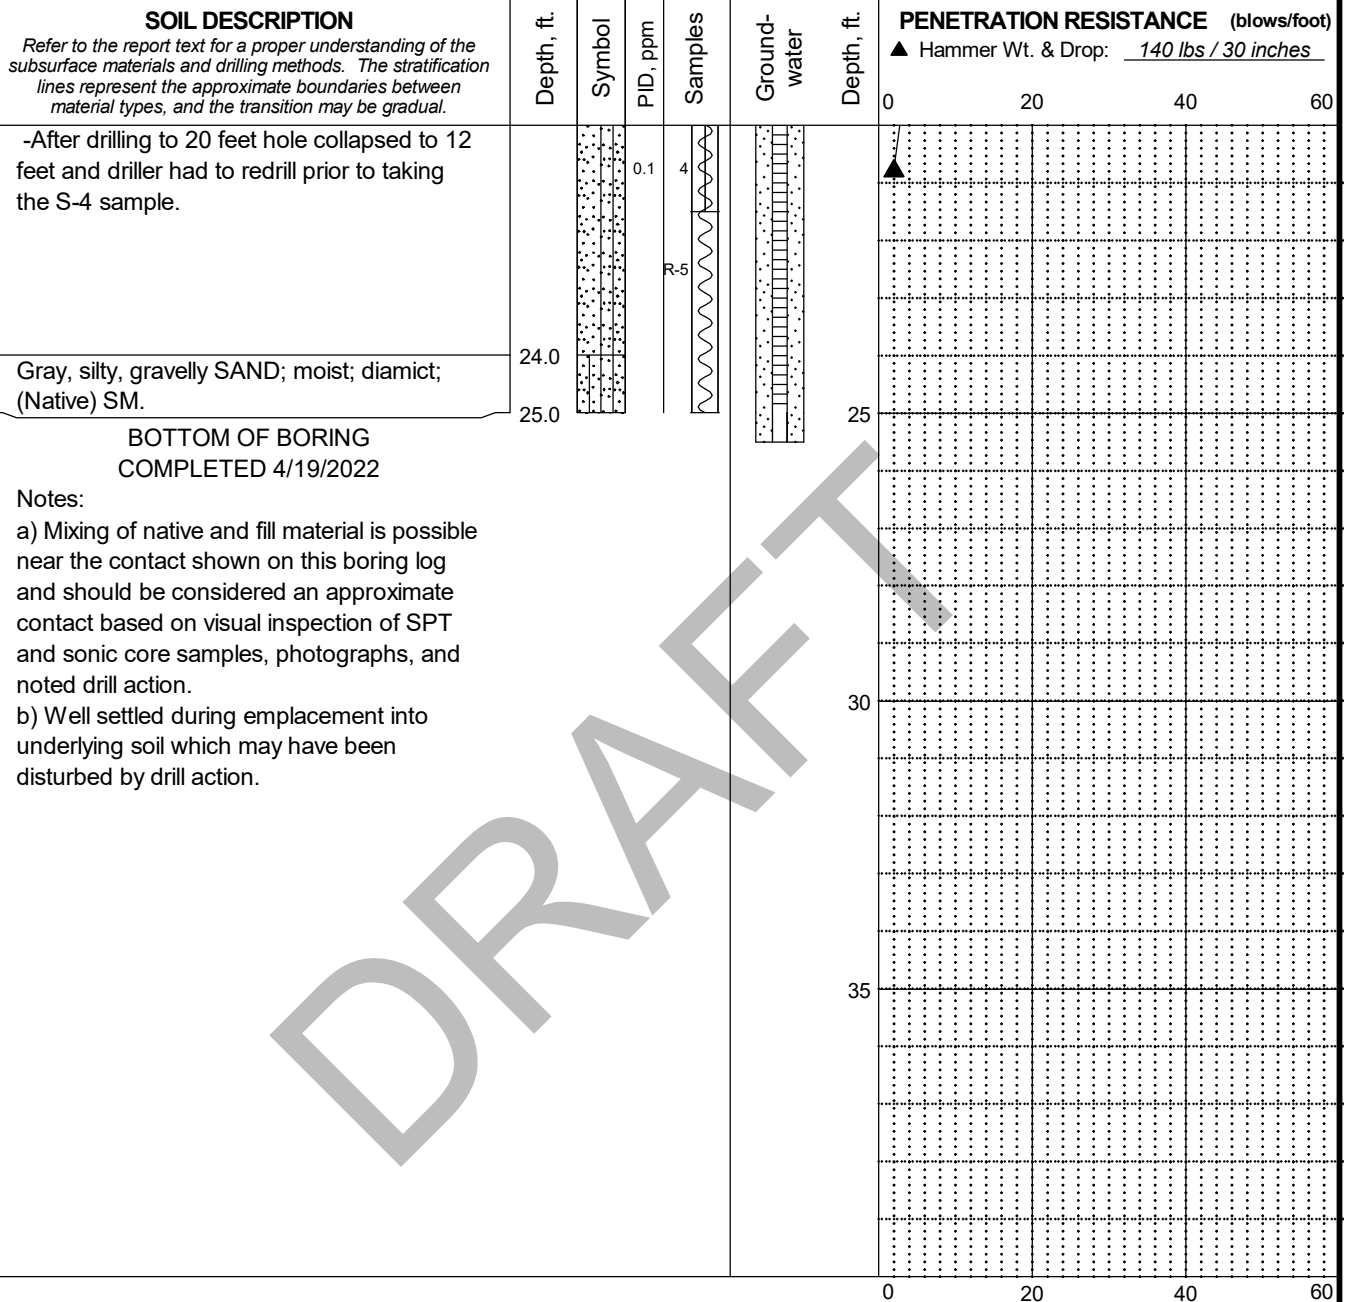 SOIL DESCRIPTION
Refer to the report text for a proper understanding of the
subsurface materials and drilling methods. The stratification
lines represent the approximate boundaries between
material types, and the transition may be gradual.
Depth, ft.
Symbol
PID, ppm
Samples
Ground-
water
Depth, ft.
PENETRATION RESISTANCE (blows/foot)
▲ Hammer Wt. & Drop: 140 lbs / 30 inches
0 20 40 60
-After drilling to 20 feet hole collapsed to 12
feet and driller had to redrill prior to taking
the S-4 sample.
0.1 4
R-5
24.0
Gray, silty, gravelly SAND; moist; diamict;
(Native) SM.
25.0 25
BOTTOM OF BORING
COMPLETED 4/19/2022
Notes:
a) Mixing of native and fill material is possible
near the contact shown on this boring log
and should be considered an approximate
contact based on visual inspection of SPT
and sonic core samples, photographs, and
noted drill action.
b) Well settled during emplacement into
underlying soil which may have been
disturbed by drill action.
30
35
DRAFT
0 20 40 60